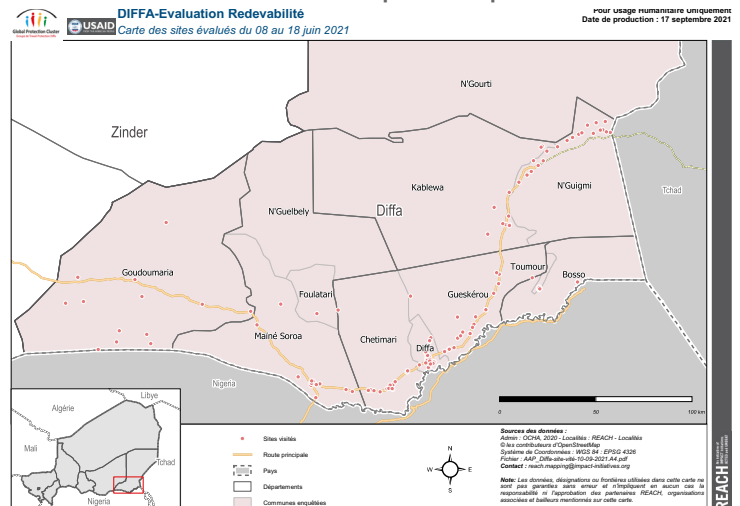 DIFFA-Evaluation Redevabilité
Carte des sites évalués du 08 au 18 juin 2021
Pour Usage Humanitaire Uniquement
Date de production : 17 septembre 2021
Global Protection Cluster
USAID
N'Gourti
Zinder
Kablewa
N'Guigmi
Tchad
N'Guelbely
Diffa
Goudoumaria
Toumour
Bosso
Foulatari
Gueskérou
Maïné Soroa
Chetimari
Diffa
Nigeria
0 50 100 km
Algérie
Libye
Mali
Tchad
Nigeria
Sites visités
Route principale
Pays
Départements
Communes enquêtées
N
W E
S
Sources des données :
Admin : OCHA, 2020 - Localités : REACH - Localités
© les contributeurs d'OpenStreetMap
Système de Coordonnées : WGS 84 : EPSG 4326
Fichier : AAP_Diffa-site-vité-10-09-2021.A4.pdf
Contact : reach.mapping@impact-initiatives.org
Note: Les données, désignations ou frontières utilisées dans cette carte ne
sont pas garanties sans erreur et n'impliquent en aucun cas la
responsabilité ni l'approbation des partenaires REACH, organisations
associées et bailleurs mentionnés sur cette carte.
REACH